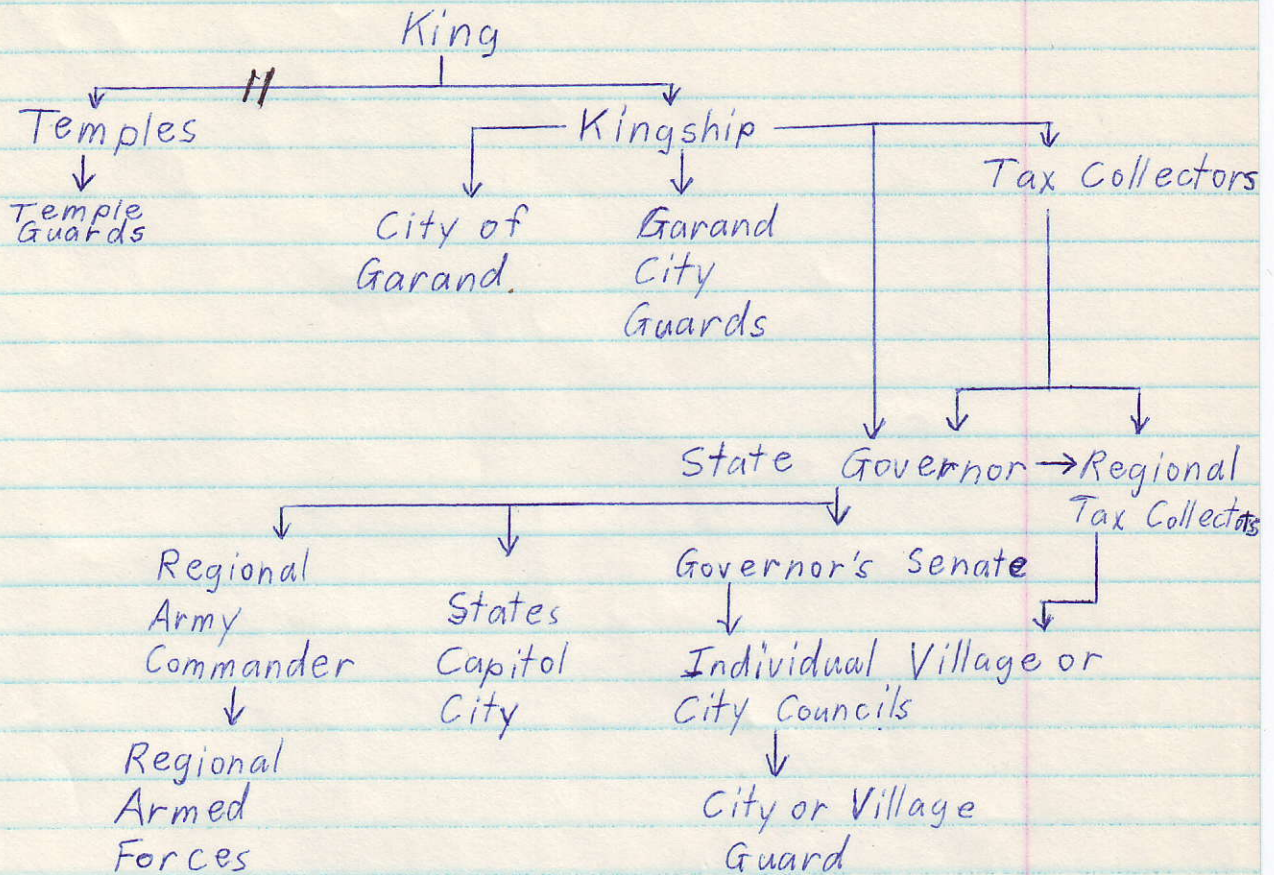 King
Temples
Kingship
Tax Collectors
Temple
Guards
City of
Garand.
Garand
City
Guards
State Governor
Regional
Tax Collectors
Regional
Army
Commander
States
Capitol
City
Governor's Senate
Individual Village or
City Councils
Regional
Armed
Forces
City or Village
Guard